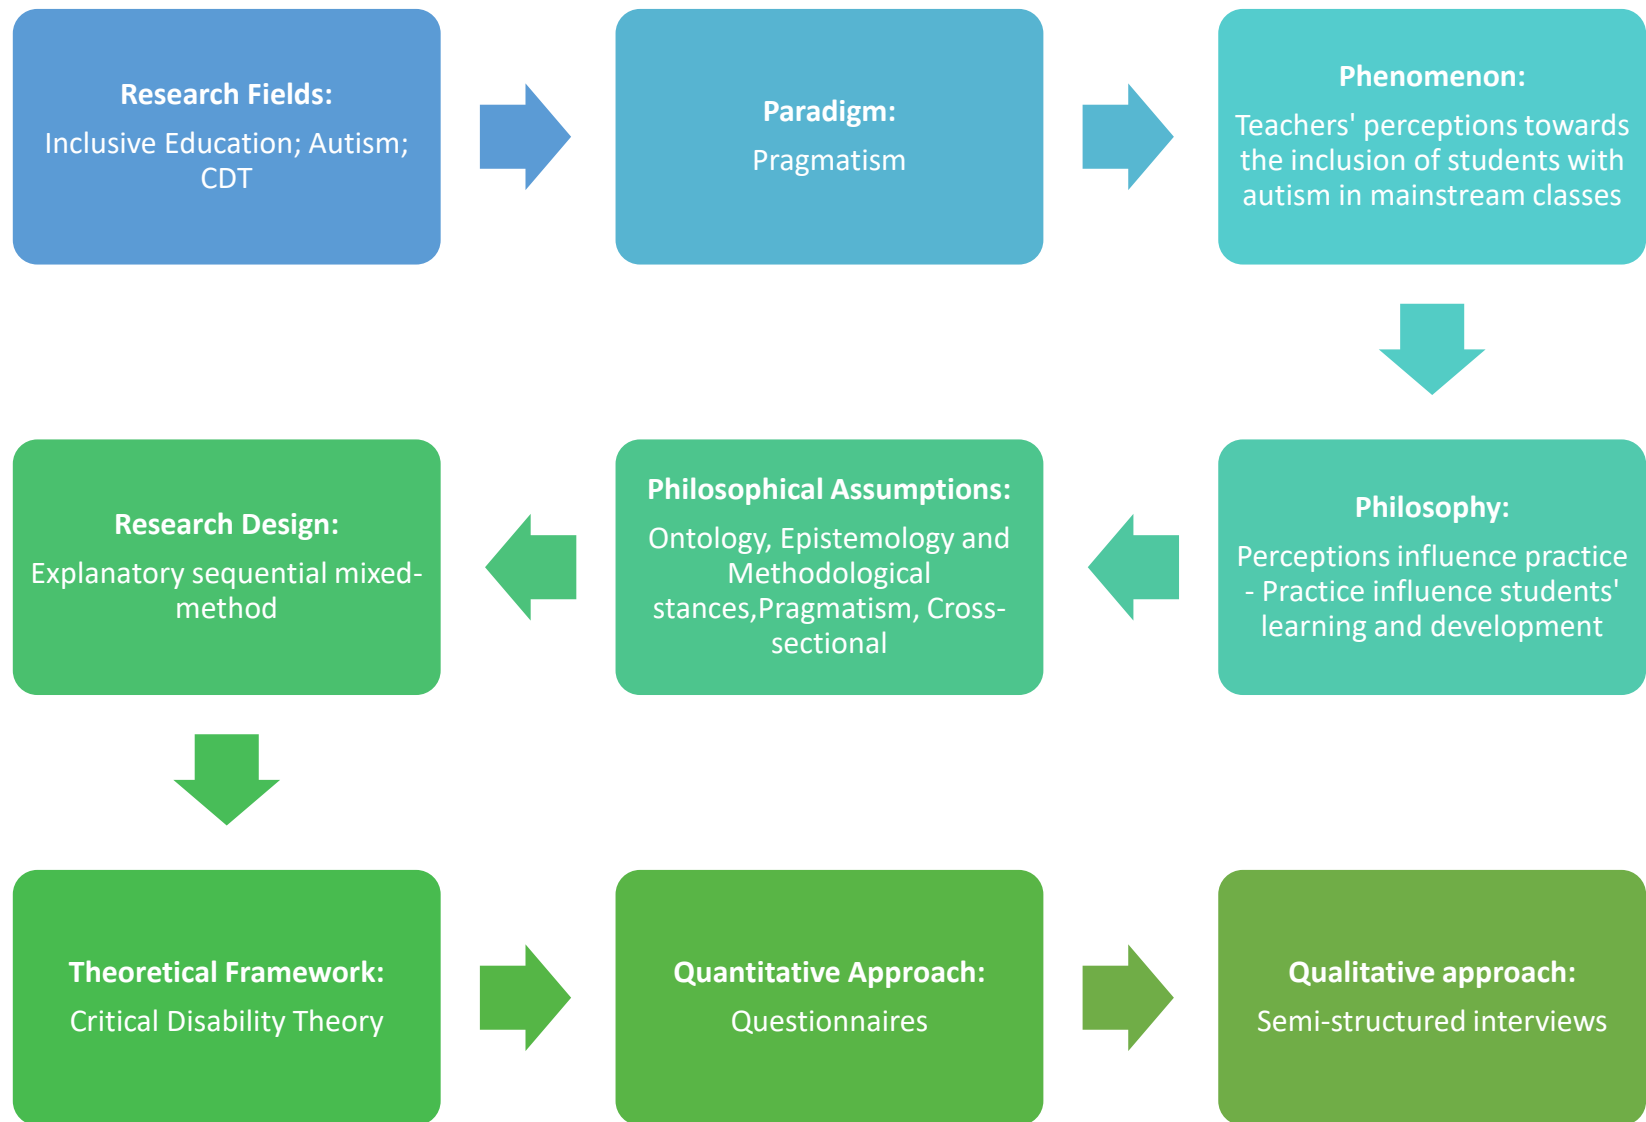 Research Fields:
Inclusive Education; Autism;
CDT
Paradigm:
Pragmatism
Phenomenon:
Teachers' perceptions towards
the inclusion of students with
autism in mainstream classes
Philosophy:
Perceptions influence practice
- Practice influence students'
learning and development
Philosophical Assumptions:
Ontology, Epistemology and
Methodological
stances,Pragmatism, Cross-
sectional
Research Design:
Explanatory sequential mixed-
method
Theoretical Framework:
Critical Disability Theory
Quantitative Approach:
Questionnaires
Qualitative approach:
Semi-structured interviews